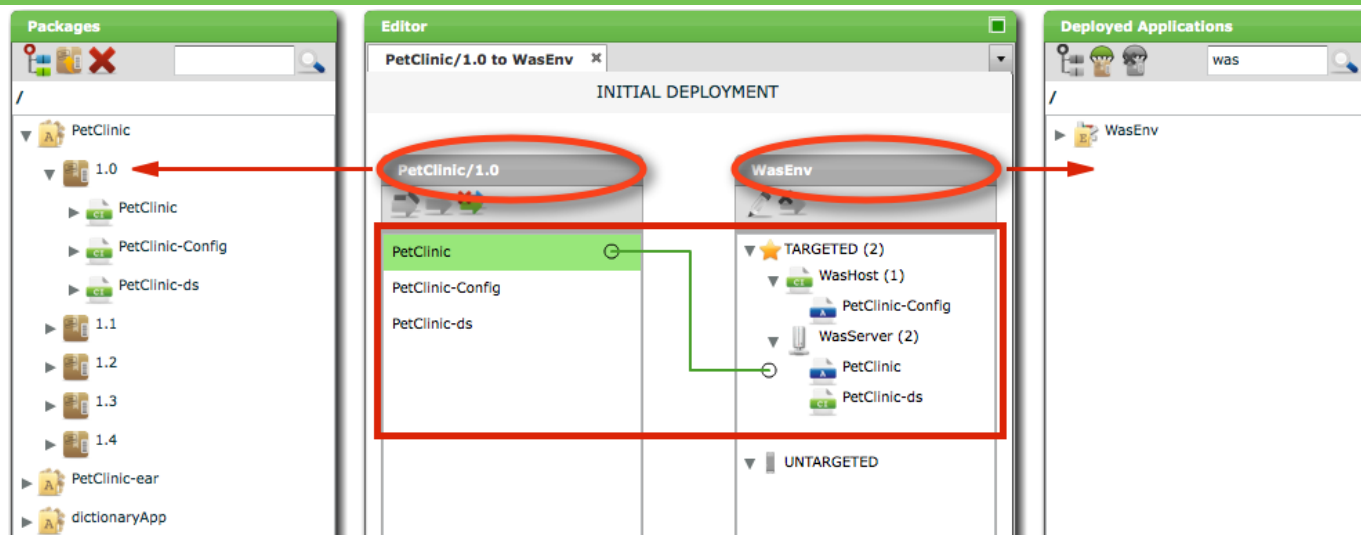 Packages
/
PetClinic
1.0
PetClinic
PetClinic-Config
PetClinic-ds
1.1
1.2
1.3
1.4
PetClinic-ear
dictionaryApp
Editor
PetClinic/1.0 to WasEnv
INITIAL DEPLOYMENT
PetClinic/1.0
PetClinic
PetClinic-Config
PetClinic-ds
WasEnv
TARGETED (2)
WasHost (1)
PetClinic-Config
WasServer (2)
PetClinic
PetClinic-ds
UNTARGETED
Deployed Applications
was
/
WasEnv